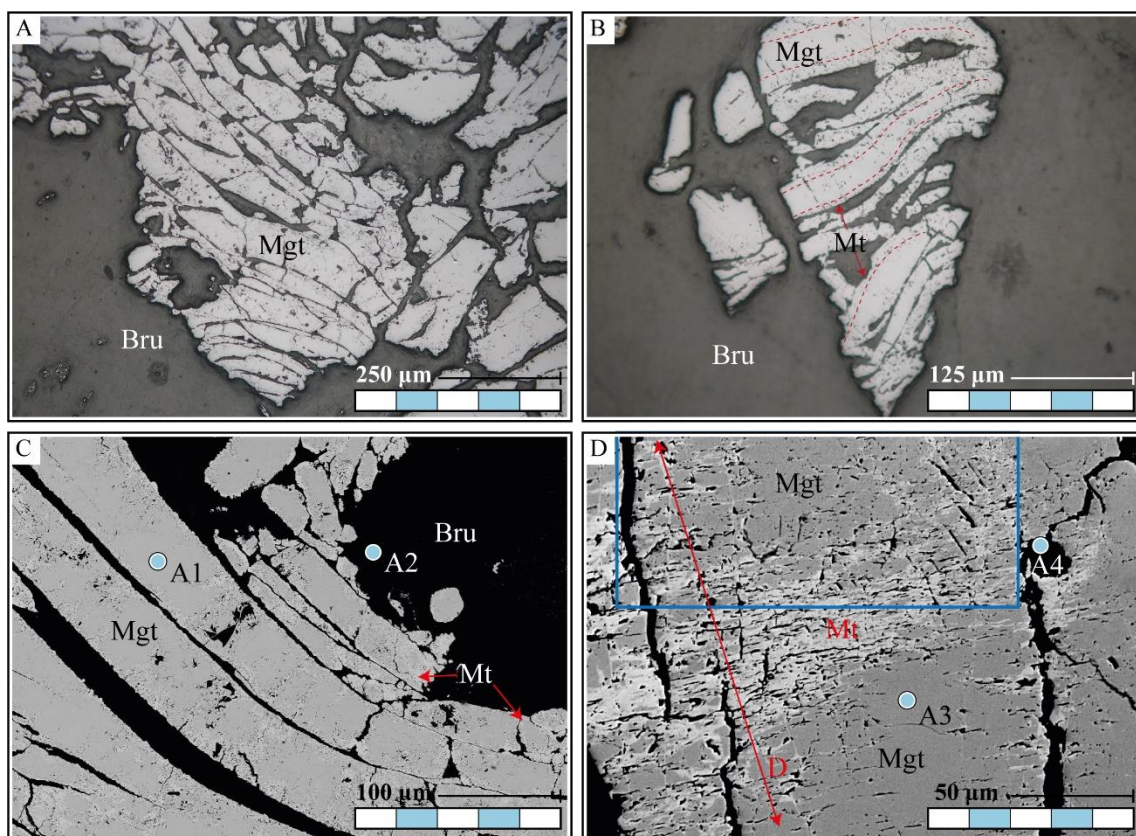 A
Mgt
Bru
250 µm
B
Mgt
Mt
Bru
125 µm
C
Bru
A1
A2
Mgt
Mt
100 µm
D
Mgt
A4
Mt
A3
D
Mgt
50 µm